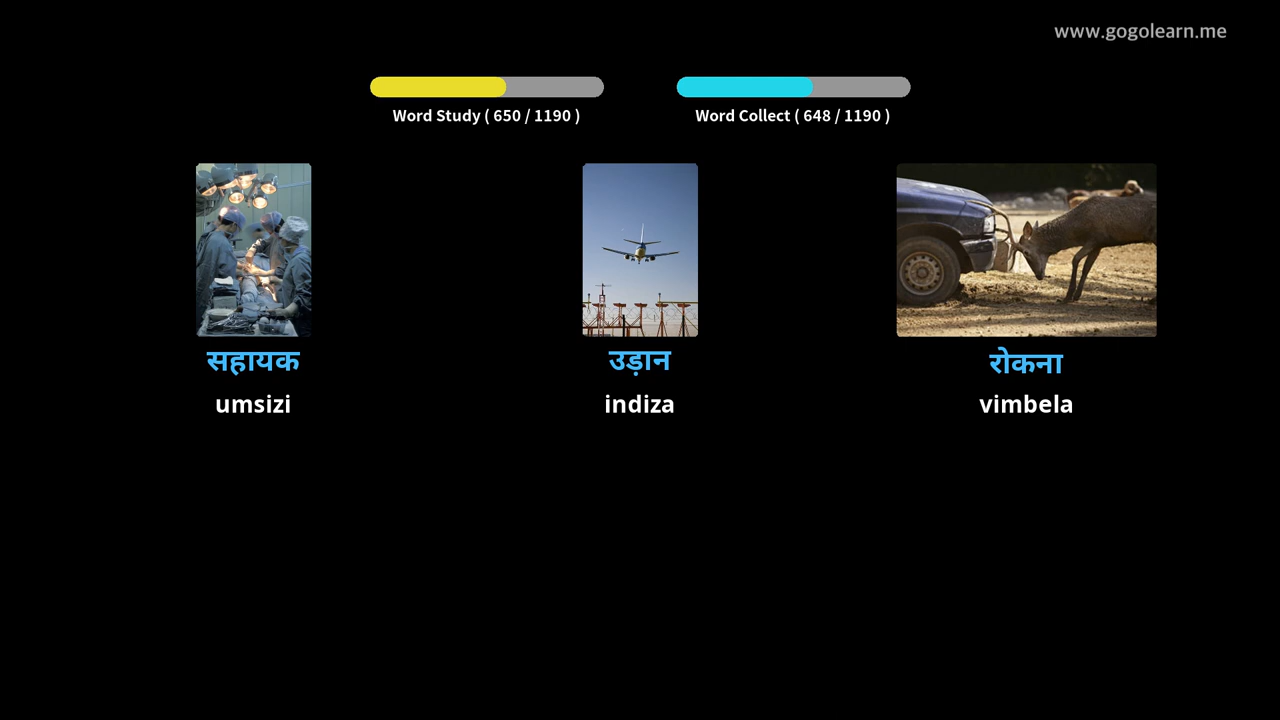 www.gogolearn.me
Word Study ( 650 / 1190 )
Word Collect ( 648 / 1190 )
सहायक
उड़ान
रोकना
umsizi
indiza
vimbela